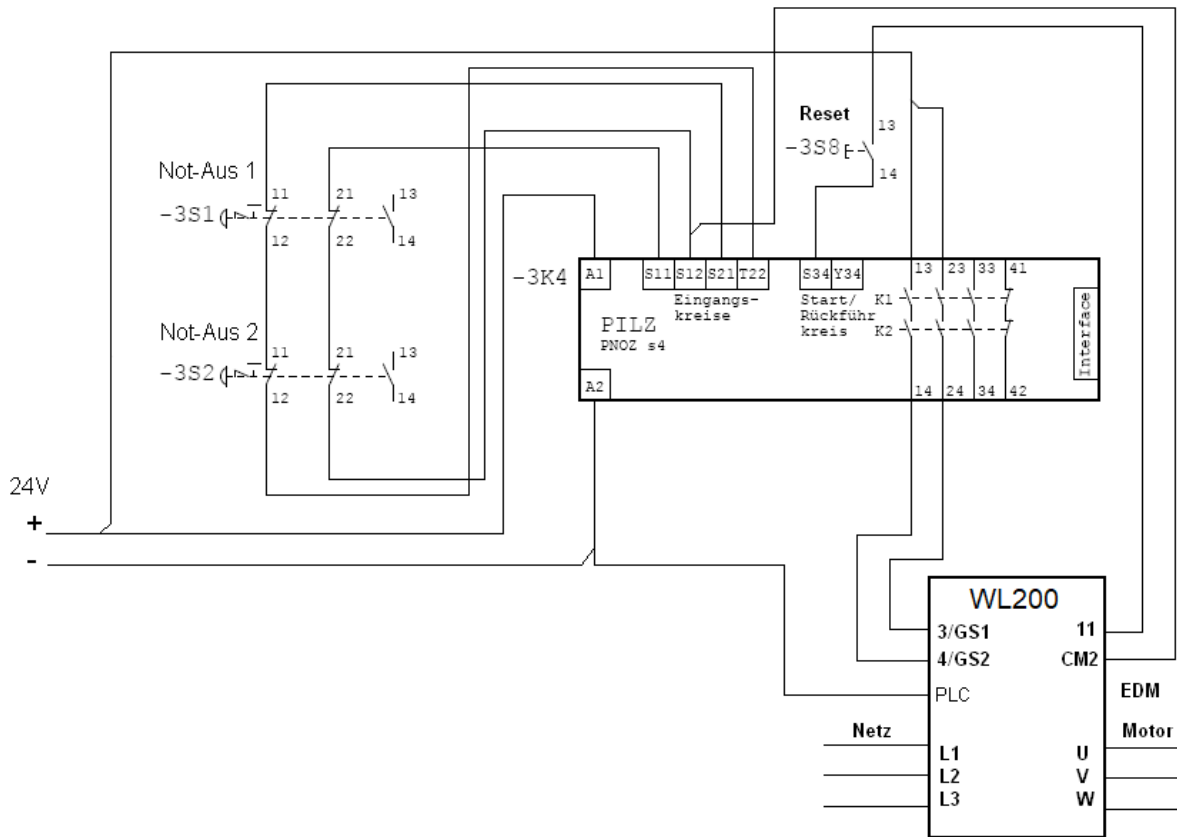 Reset
13
-3S8
14
Not-Aus 1
11
21
13
-3S1
12
22
14
-3K4
A1
S11
S12
S21
T22
S34
Y34
13
23
33
41
Eingangs-
kreise
Start/
Rückführ
kreis
K1
K2
PILZ
PNOZ s4
Interface
A2
14
24
34
42
Not-Aus 2
11
21
13
-3S2
12
22
14
24V
+
-
WL200
3/GS1
11
4/GS2
CM2
PLC
EDM
Netz
Motor
L1
U
L2
V
L3
W